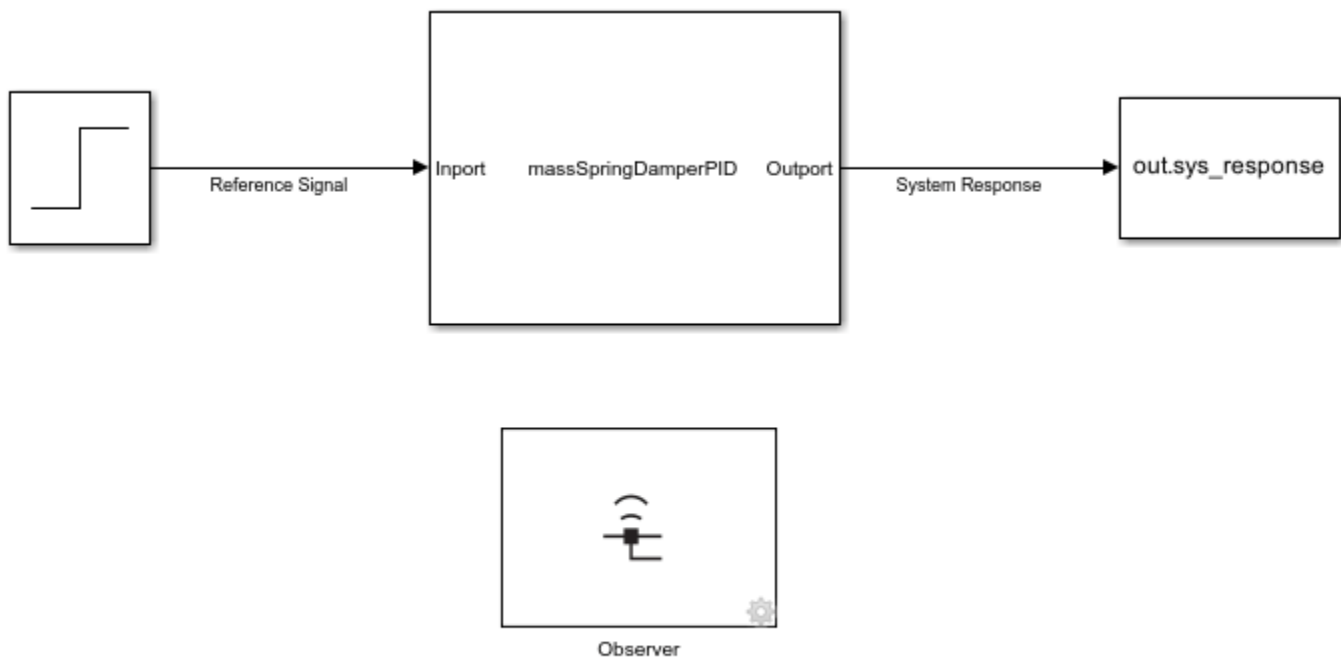 Inport
massSpringDamperPID
Outport
out.sys_response
Reference Signal
System Response
Observer